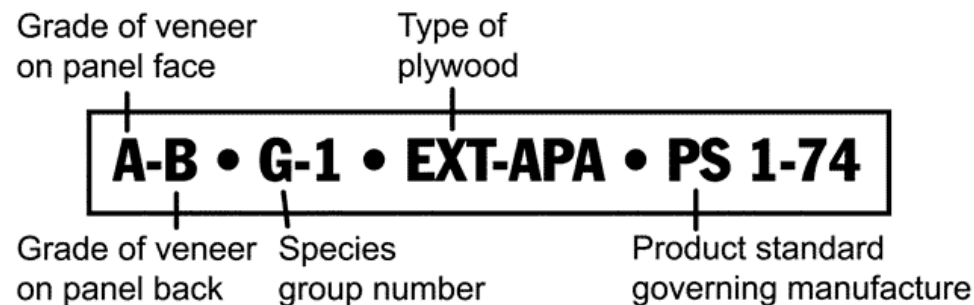 Grade of veneer
on panel face
Type of
plywood
A-B • G-1 • EXT-APA • PS 1-74
Grade of veneer
on panel back
Species
group number
Product standard
governing manufacture